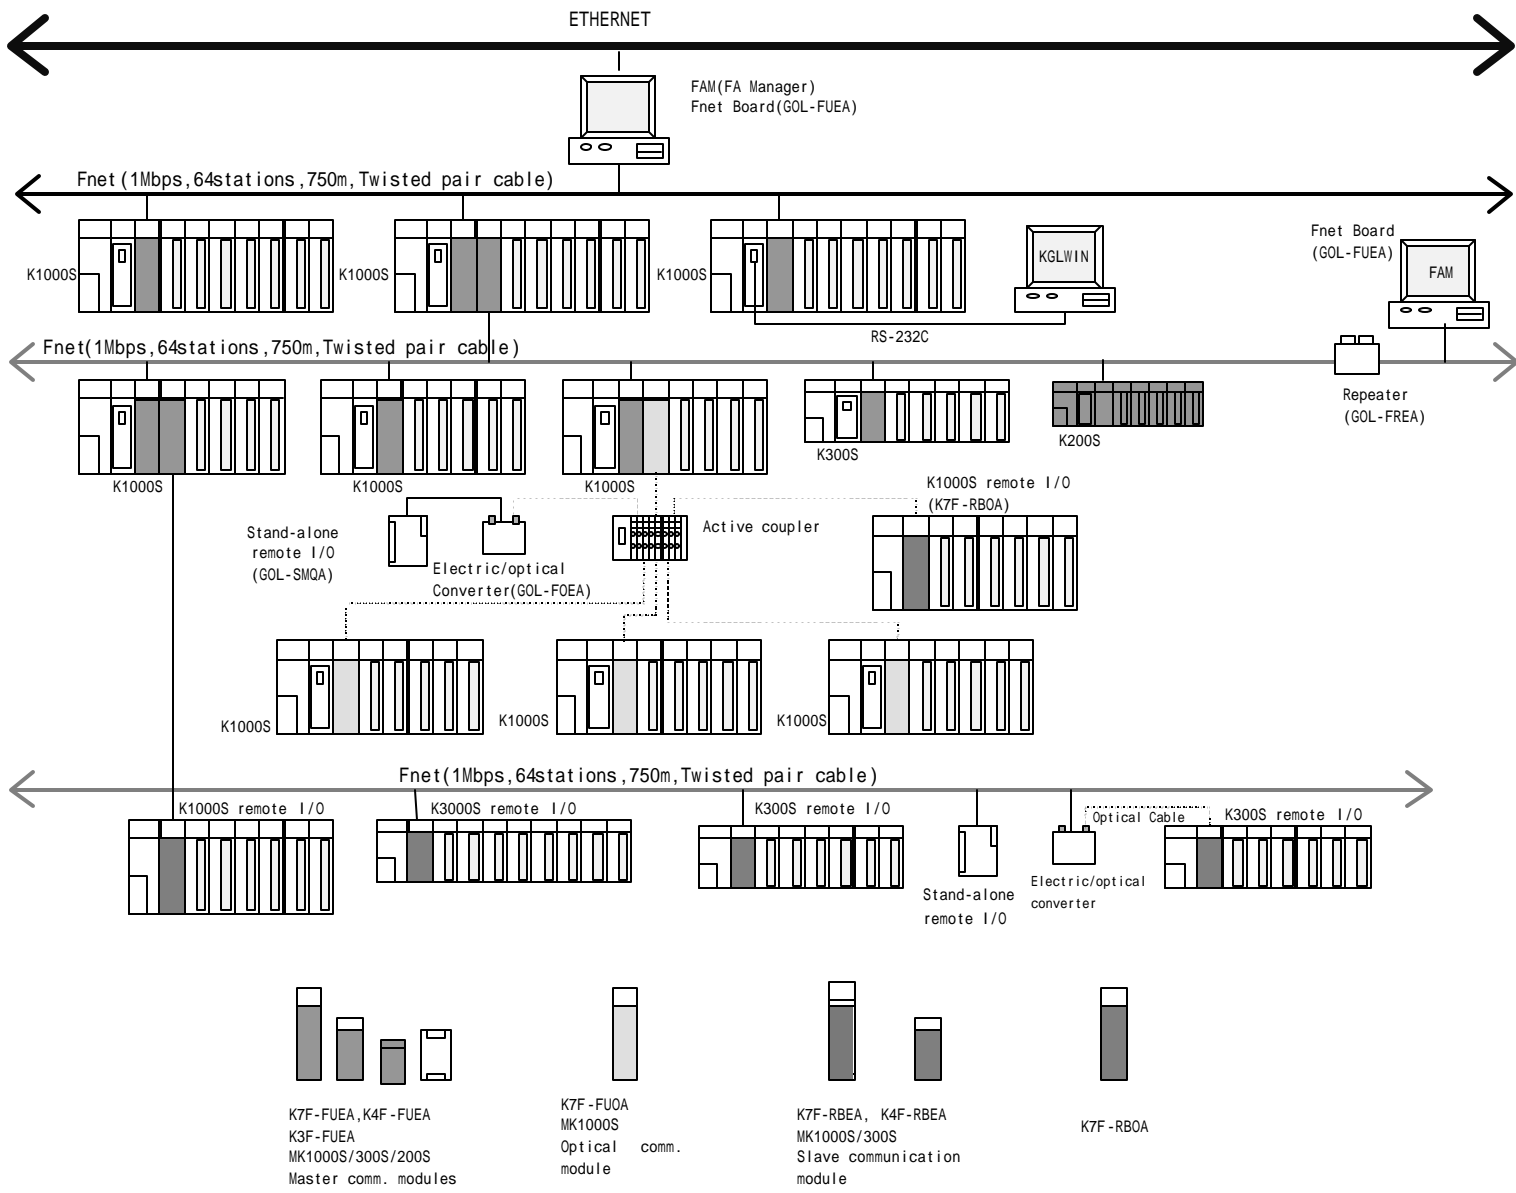 ETHERNET
FAM(FA Manager)
Fnet Board(GOL-FUEA)
Fnet(1Mbps,64stations,750m,Twisted pair cable)
K1000S
K1000S
K1000S
KGLWIN
RS-232C
Fnet Board
(GOL-FUEA)
FAM
Fnet(1Mbps,64stations,750m,Twisted pair cable)
Repeater
(GOL-FREA)
K1000S
K1000S
K1000S
K300S
K200S
K1000S remote I/O
(K7F-RBOA)
Stand-alone
remote I/O
(GOL-SMQA)
Electric/optical
Converter(GOL-FOEA)
Active coupler
K1000S
K1000S
K1000S
Fnet(1Mbps,64stations,750m,Twisted pair cable)
K1000S remote I/O
K3000S remote I/O
K300S remote I/O
Optical Cable
K300S remote I/O
Stand-alone
remote I/O
Electric/optical
converter
K7F-FUEA,K4F-FUEA
K3F-FUEA
MK1000S/300S/200S
Master comm. modules
K7F-FUOA
MK1000S
Optical comm.
module
K7F-RBEA, K4F-RBEA
MK1000S/300S
Slave communication
module
K7F-RBOA